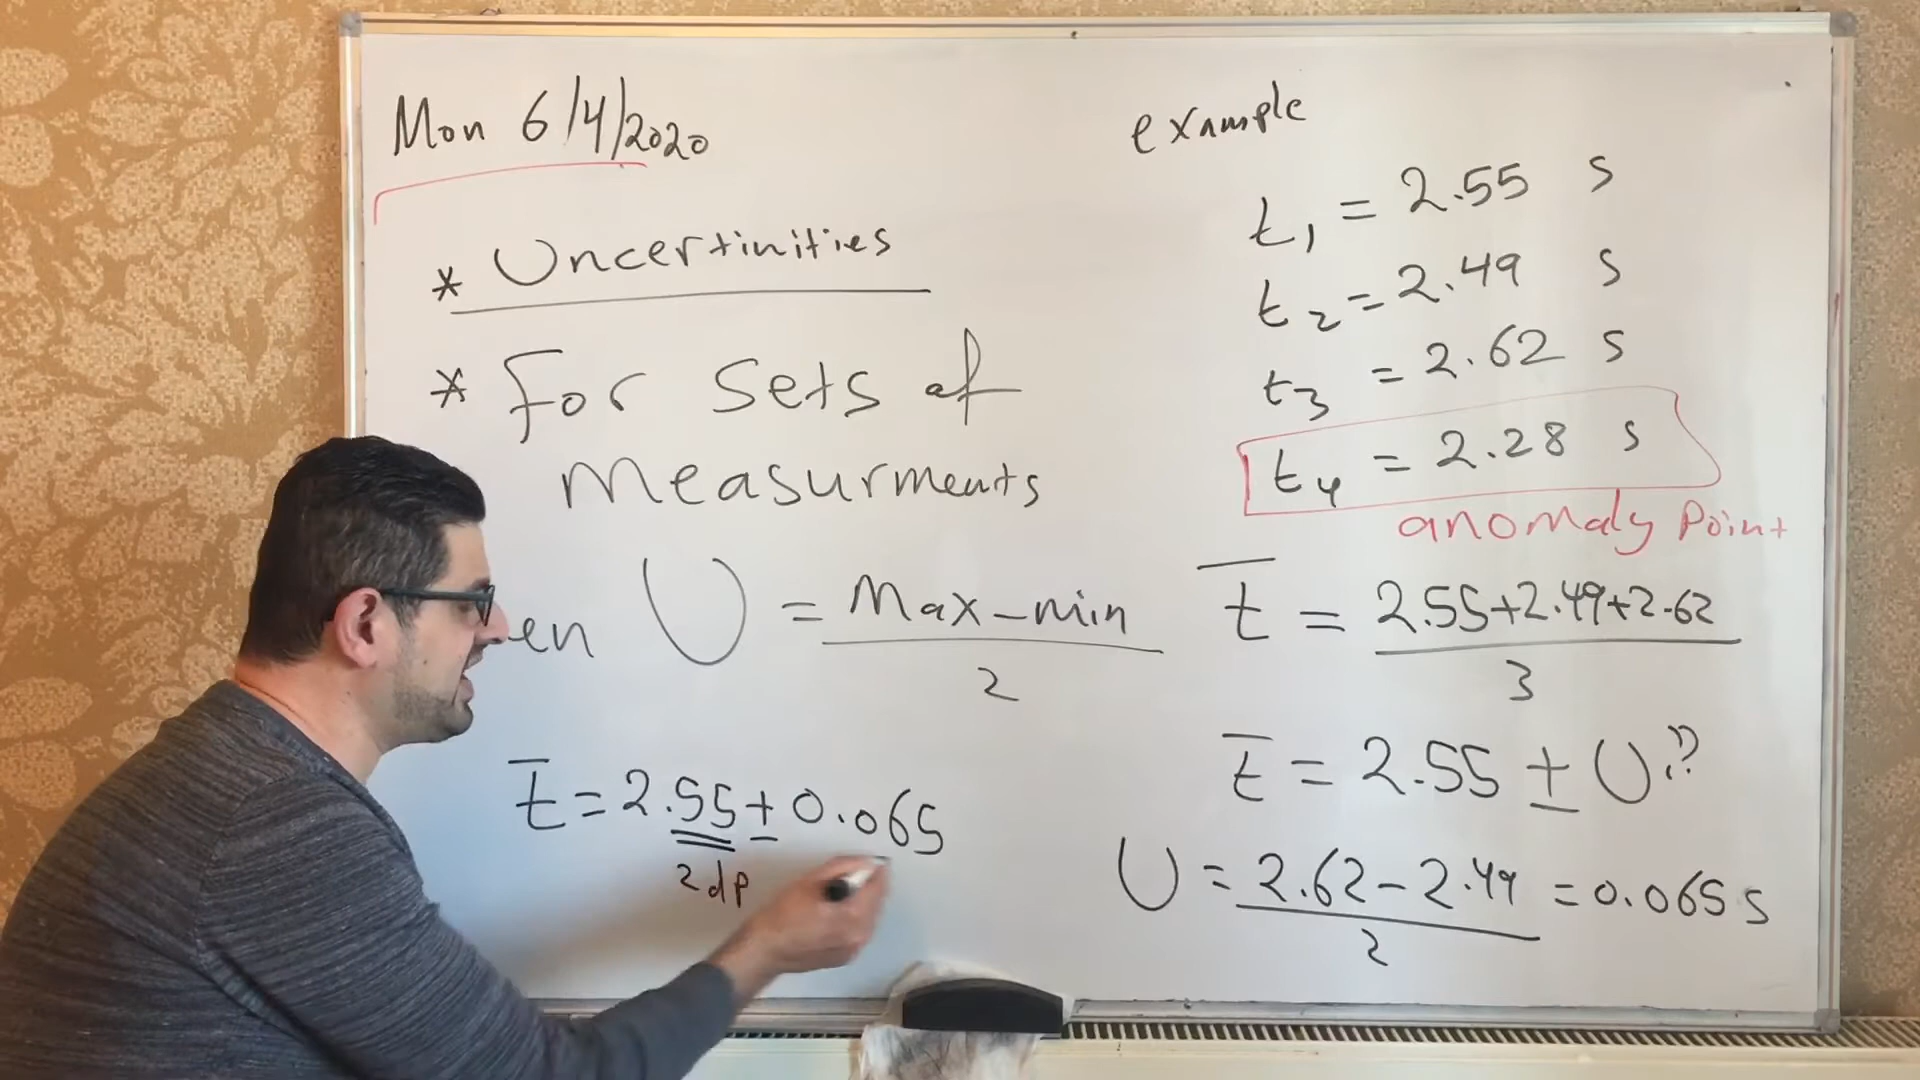 Mon 6/4/2020
* Uncertinities
* For sets of
measurments
en U = Max-min
2
t̅ = 2.55 ± 0.065
2dp
example
t₁ = 2.55 s
t₂ = 2.49 s
t₃ = 2.62 s
t₄ = 2.28 s
anomaly Point
t̅ = 2.55+2.49+2.62
3
t̅ = 2.55 ± U??
U = 2.62-2.49 = 0.065 s
2